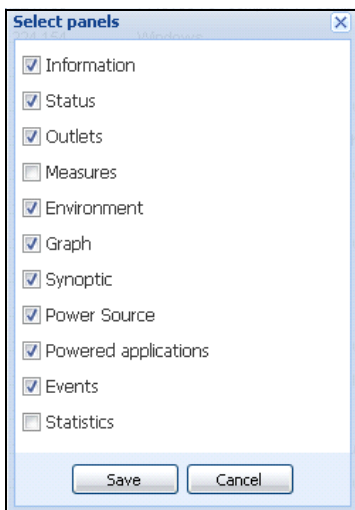 Select panels
Information
Status
Outlets
Measures
Environment
Graph
Synoptic
Power Source
Powered applications
Events
Statistics
Save Cancel